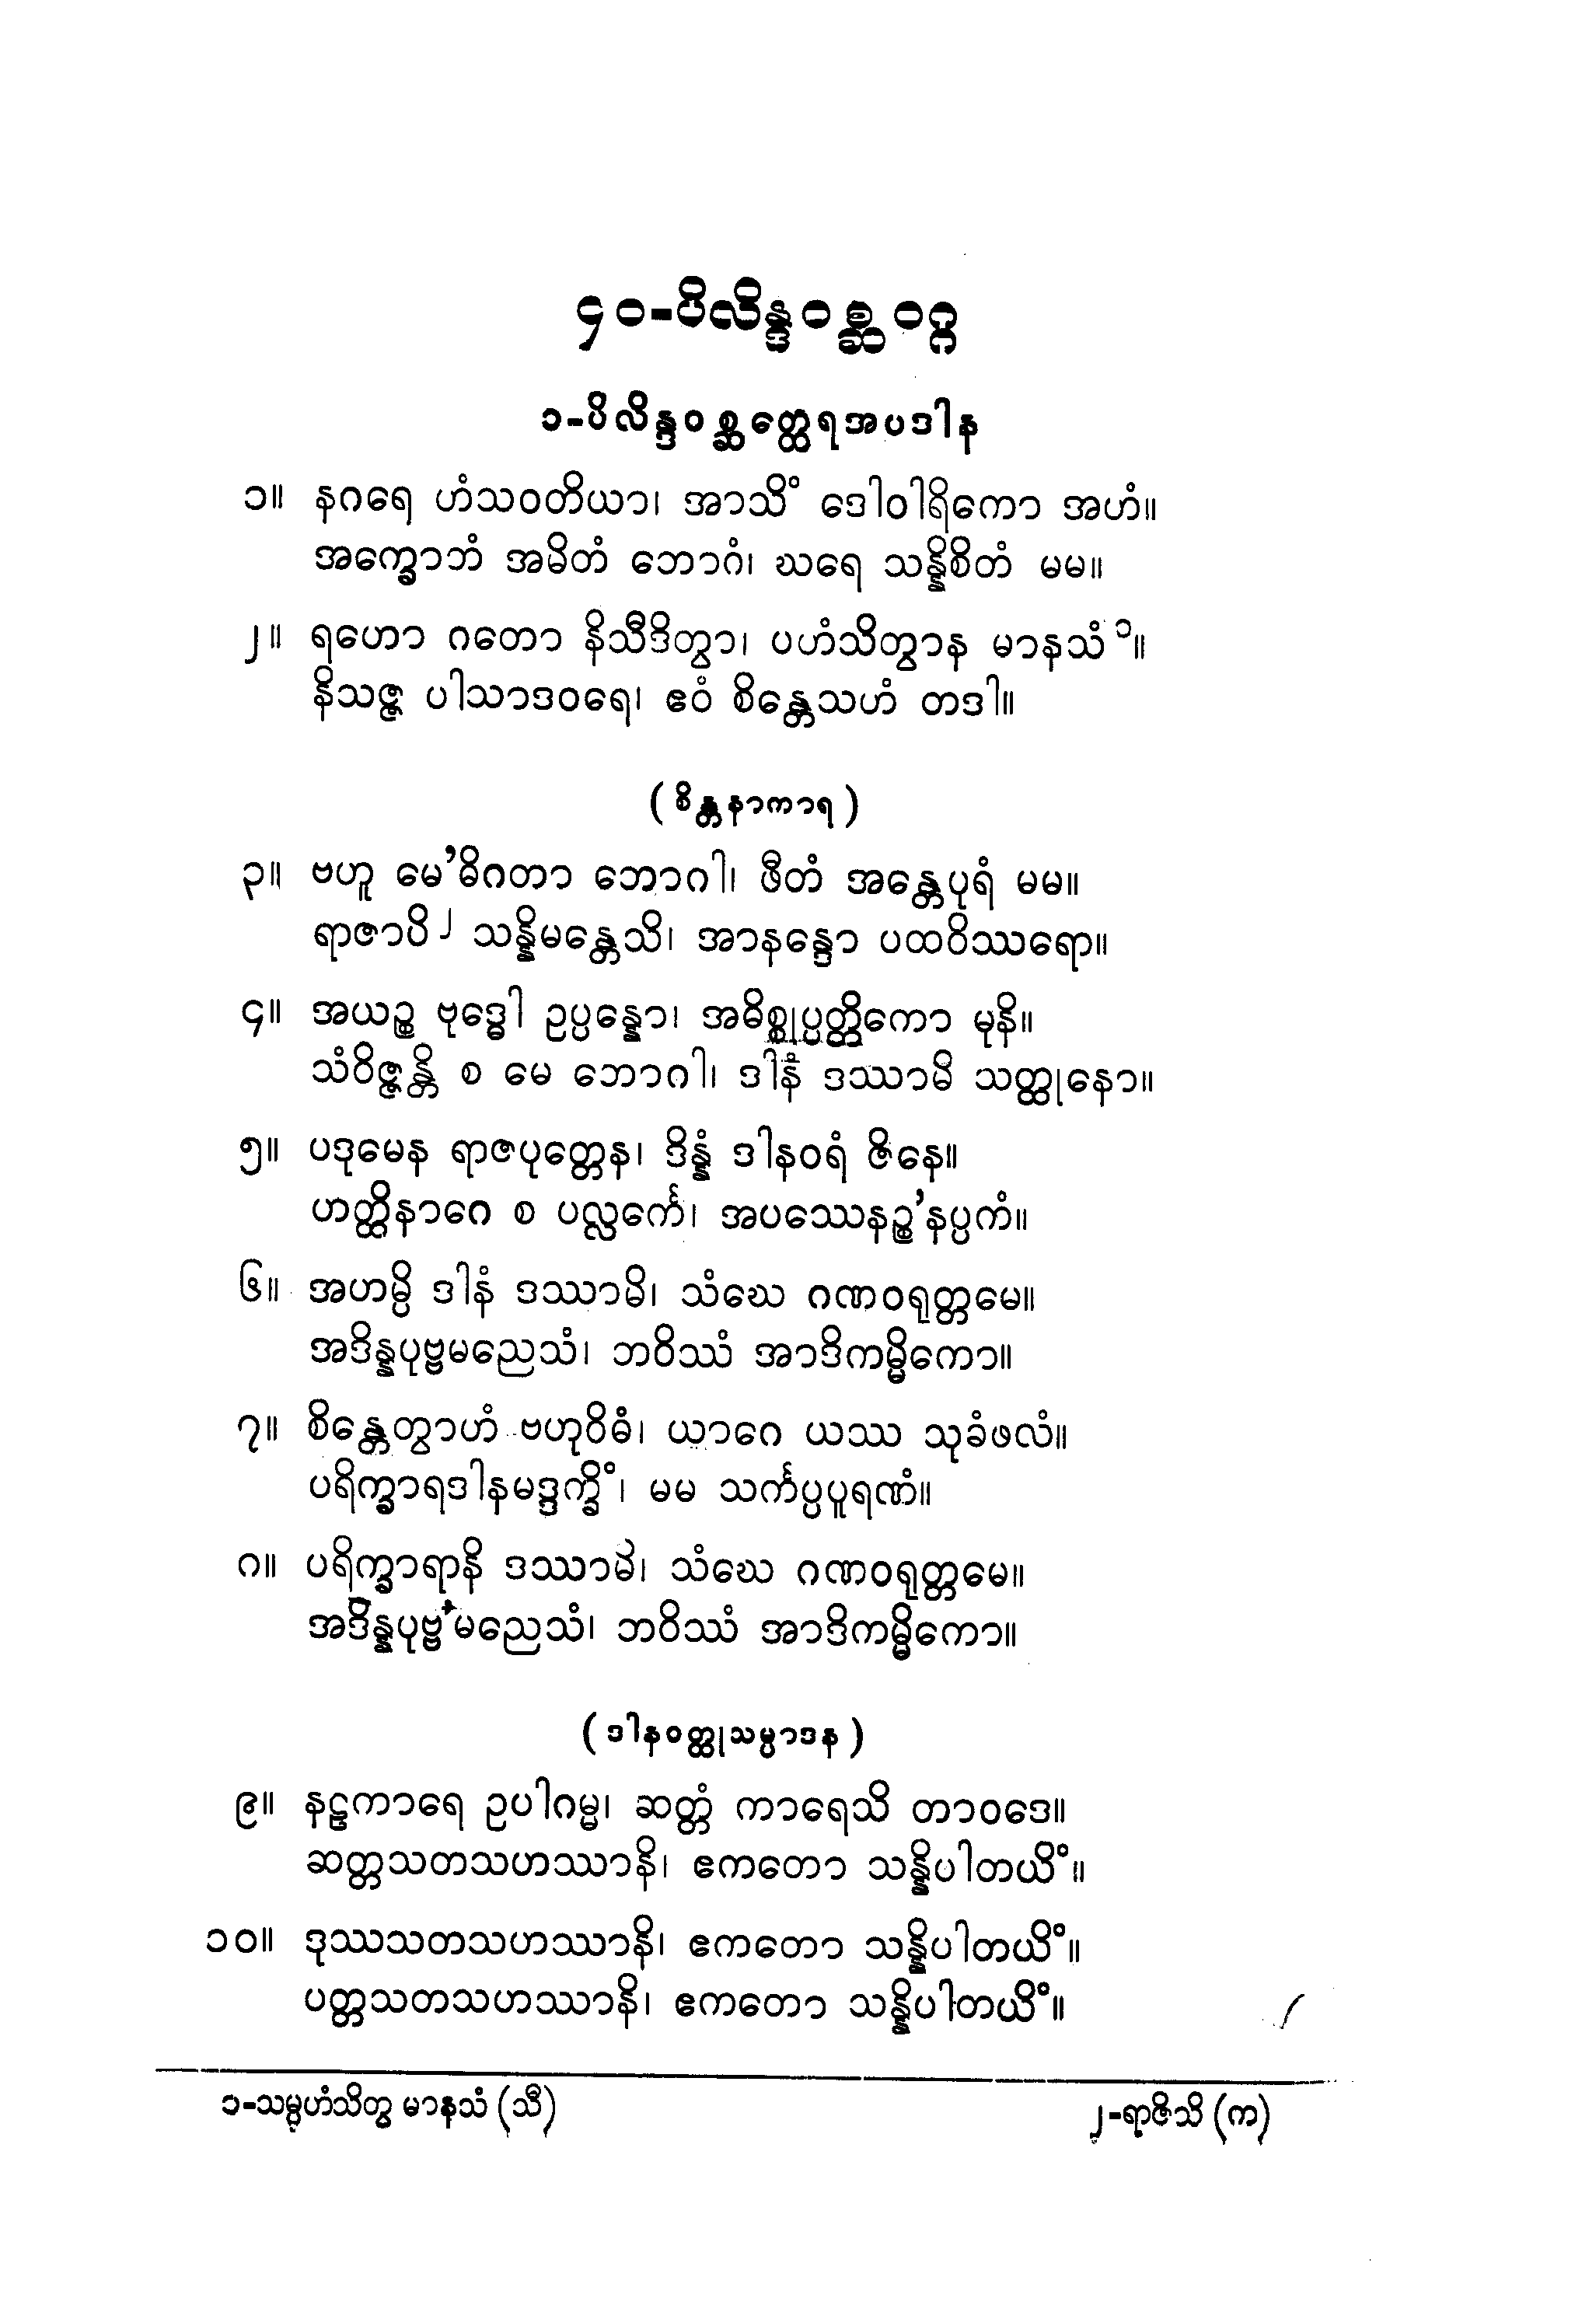 ၄၀-ပိလိန္ဒဝစ္ဆဝဂ္ဂ
၁-ပိလိန္ဒဝစ္ဆတ္ထေရအပဒါန
၁။ နဂရေ ဟံသဝတိယာ၊ အာသိံ ဒေါဝါရိကော အဟံ။
အက္ခောဘံ အမိတံ ဘောဂံ၊ ဃရေ သန္နိစိတံ မမ။
၂။ ရဟော ဂတော နိသီဒိတွာ၊ ပဟံသိတွာန မာနသံ ၁။
နိသဇ္ဇ ပါသာဒဝရေ၊ ဧဝံ စိန္တေသဟံ တဒါ။
(စိန္တနာကာရ)
၃။ ဗဟူ မေ’ဓိဂတာ ဘောဂါ၊ ဖီတံ အန္တေပုရံ မမ။
ရာဇာပိ ၂ သန္နိမန္တေသိ၊ အာနန္ဒော ပထဝိဿရော။
၄။ အယဉ္စ ဗုဒ္ဓေါ ဥပ္ပန္နော၊ အဓိစ္စုပ္ပတ္တိကော မုနိ။
သံဝိဇ္ဇန္တိ စ မေ ဘောဂါ၊ ဒါနံ ဒဿာမိ သတ္ထုနော။
၅။ ပဒုမေန ရာဇပုတ္တေန၊ ဒိန္နံ ဒါနဝရံ ဇိနေ။
ဟတ္ထိနာဂေ စ ပလ္လင်္ကေ၊ အပဿေနဉ္စ’နပ္ပကံ။
၆။ အဟမ္ပိ ဒါနံ ဒဿာမိ၊ သံဃေ ဂဏဝရုတ္တမေ။
အဒိန္နပုဗ္ဗမညေသံ၊ ဘဝိဿံ အာဒိကမ္မိကော။
၇။ စိန္တေတွာဟံ ဗဟုဝိဓံ၊ ယာဂေ ယဿ သုခံဖလံ။
ပရိက္ခာရဒါနမဒ္ဒက္ခိံ၊ မမ သင်္ကပ္ပပူရဏံ။
၈။ ပရိက္ခာရာနိ ဒဿာမိ၊ သံဃေ ဂဏဝရုတ္တမေ။
အဒိန္နပုဗ္ဗ’မညေသံ၊ ဘဝိဿံ အာဒိကမ္မိကော။
(ဒါနဝတ္ထုသမ္ပာဒန)
၉။ နဠကာရေ ဥပါဂမ္မ၊ ဆတ္တံ ကာရေသိ တာဝဒေ။
ဆတ္တသတသဟဿာနိ၊ ဧကတော သန္နိပါတယိံ။
၁၀။ ဒုဿသတသဟဿာနိ၊ ဧကတော သန္နိပါတယိံ။
ပတ္တသတသဟဿာနိ၊ ဧကတော သန္နိပါတယိံ။
၁-သမ္ပဟံသိတွ မာနသံ (သီ)
၂-ရာဇိသိ (က)